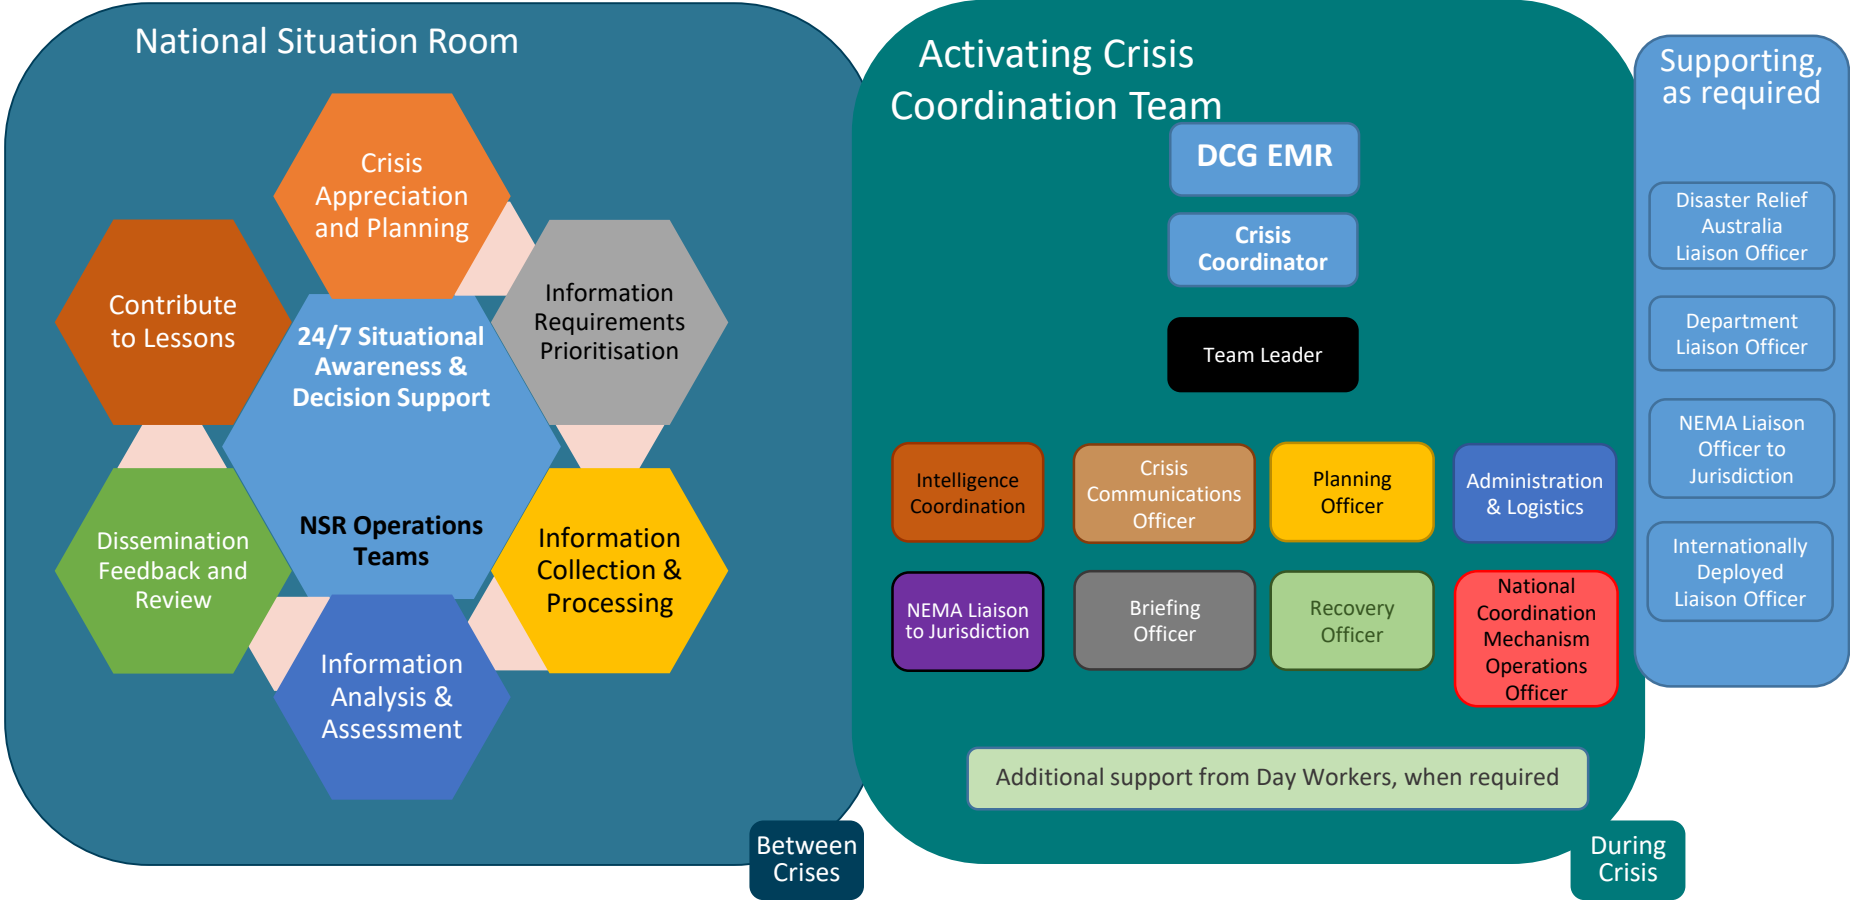 National Situation Room
Crisis
Appreciation
and Planning
Contribute
to Lessons
Information
Requirements
Prioritisation
24/7 Situational
Awareness &
Decision Support
NSR Operations
Teams
Dissemination
Feedback and
Review
Information
Collection &
Processing
Information
Analysis &
Assessment
Between
Crises
Activating Crisis
Coordination Team
DCG EMR
Crisis
Coordinator
Team Leader
Intelligence
Coordination
Crisis
Communications
Officer
Planning
Officer
Administration
& Logistics
NEMA Liaison
to Jurisdiction
Briefing
Officer
Recovery
Officer
National
Coordination
Mechanism
Operations
Officer
Additional support from Day Workers, when required
During
Crisis
Supporting,
as required
Disaster Relief
Australia
Liaison Officer
Department
Liaison Officer
NEMA Liaison
Officer to
Jurisdiction
Internationally
Deployed
Liaison Officer